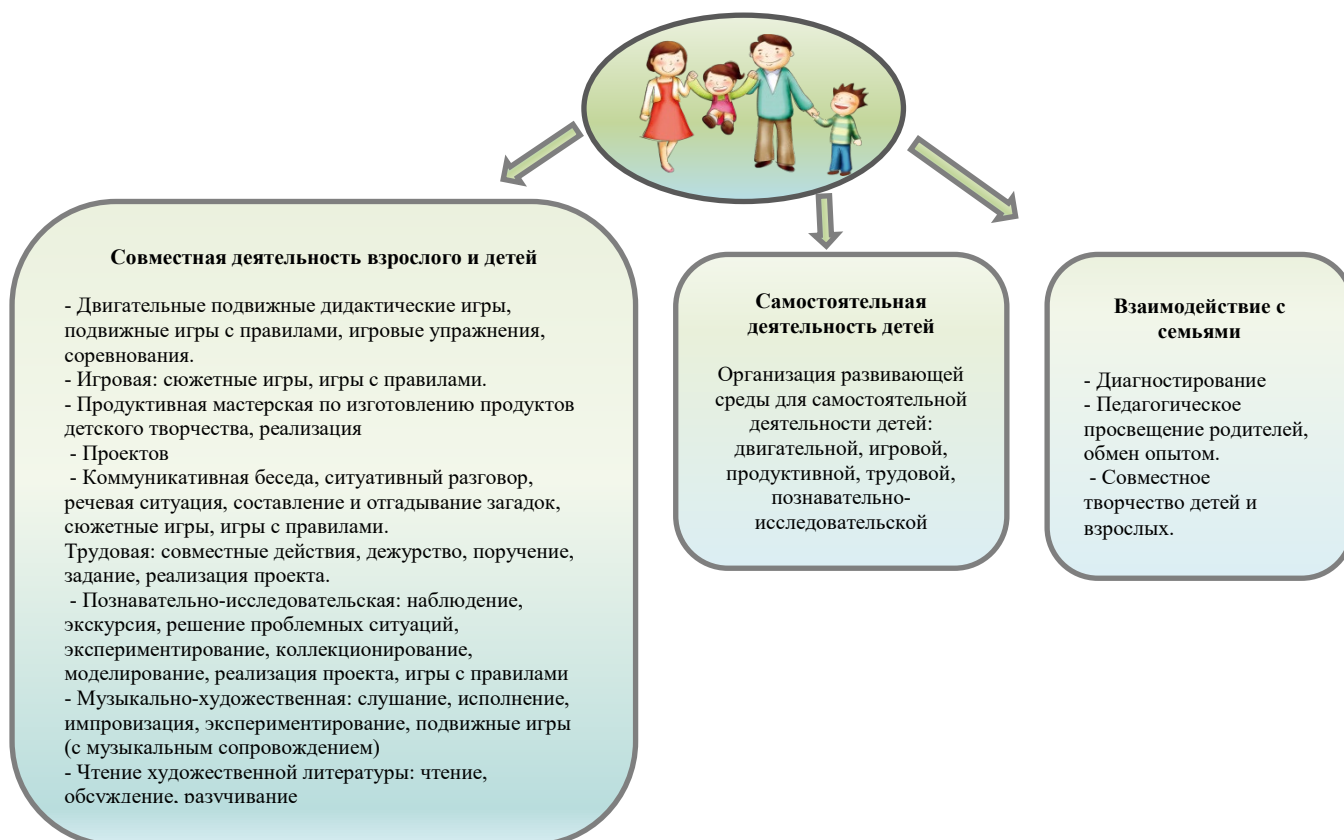 Совместная деятельность взрослого и детей
- Двигательные подвижные дидактические игры,
подвижные игры с правилами, игровые упражнения,
соревнования.
- Игровая: сюжетные игры, игры с правилами.
- Продуктивная мастерская по изготовлению продуктов
детского творчества, реализация
- Проектов
- Коммуникативная беседа, ситуативный разговор,
речевая ситуация, составление и отгадывание загадок,
сюжетные игры, игры с правилами.
Трудовая: совместные действия, дежурство, поручение,
задание, реализация проекта.
- Познавательно-исследовательская: наблюдение,
экскурсия, решение проблемных ситуаций,
экспериментирование, коллекционирование,
моделирование, реализация проекта, игры с правилами
- Музыкально-художественная: слушание, исполнение,
импровизация, экспериментирование, подвижные игры
(с музыкальным сопровождением)
- Чтение художественной литературы: чтение,
обсуждение, разучивание
Самостоятельная
деятельность детей
Организация развивающей
среды для самостоятельной
деятельности детей:
двигательной, игровой,
продуктивной, трудовой,
познавательно-
исследовательской
Взаимодействие с
семьями
- Диагностирование
- Педагогическое
просвещение родителей,
обмен опытом.
- Совместное
творчество детей и
взрослых.